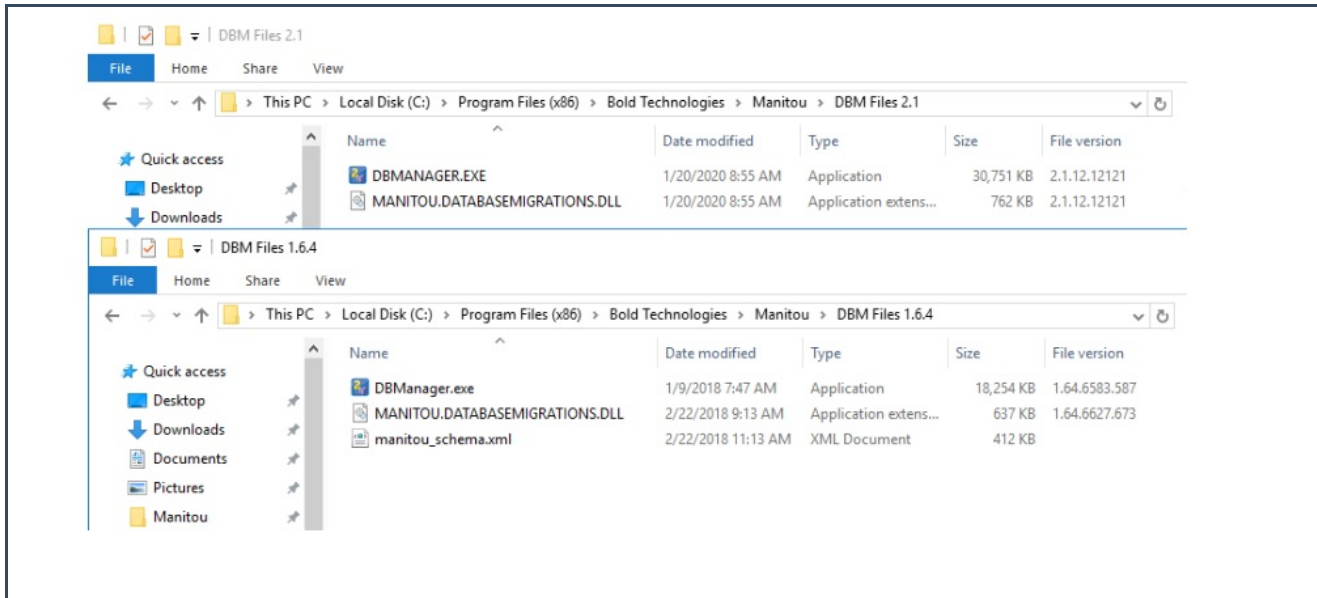 DBM Files 2.1
File Home Share View
This PC > Local Disk (C:) > Program Files (x86) > Bold Technologies > Manitou > DBM Files 2.1
Name Date modified Type Size File version
Quick access
DBMANAGER.EXE 1/20/2020 8:55 AM Application 30,751 KB 2.1.12.12121
Desktop
MANITOU.DATABASEMIGRATIONS.DLL 1/20/2020 8:55 AM Application extens... 762 KB 2.1.12.12121
Downloads
DBM Files 1.6.4
File Home Share View
This PC > Local Disk (C:) > Program Files (x86) > Bold Technologies > Manitou > DBM Files 1.6.4
Name Date modified Type Size File version
Quick access
DBManager.exe 1/9/2018 7:47 AM Application 18,254 KB 1.64.6583.587
Desktop
MANITOU.DATABASEMIGRATIONS.DLL 2/22/2018 9:13 AM Application extens... 637 KB 1.64.6627.673
Downloads
manitou_schema.xml 2/22/2018 11:13 AM XML Document 412 KB
Documents
Pictures
Manitou